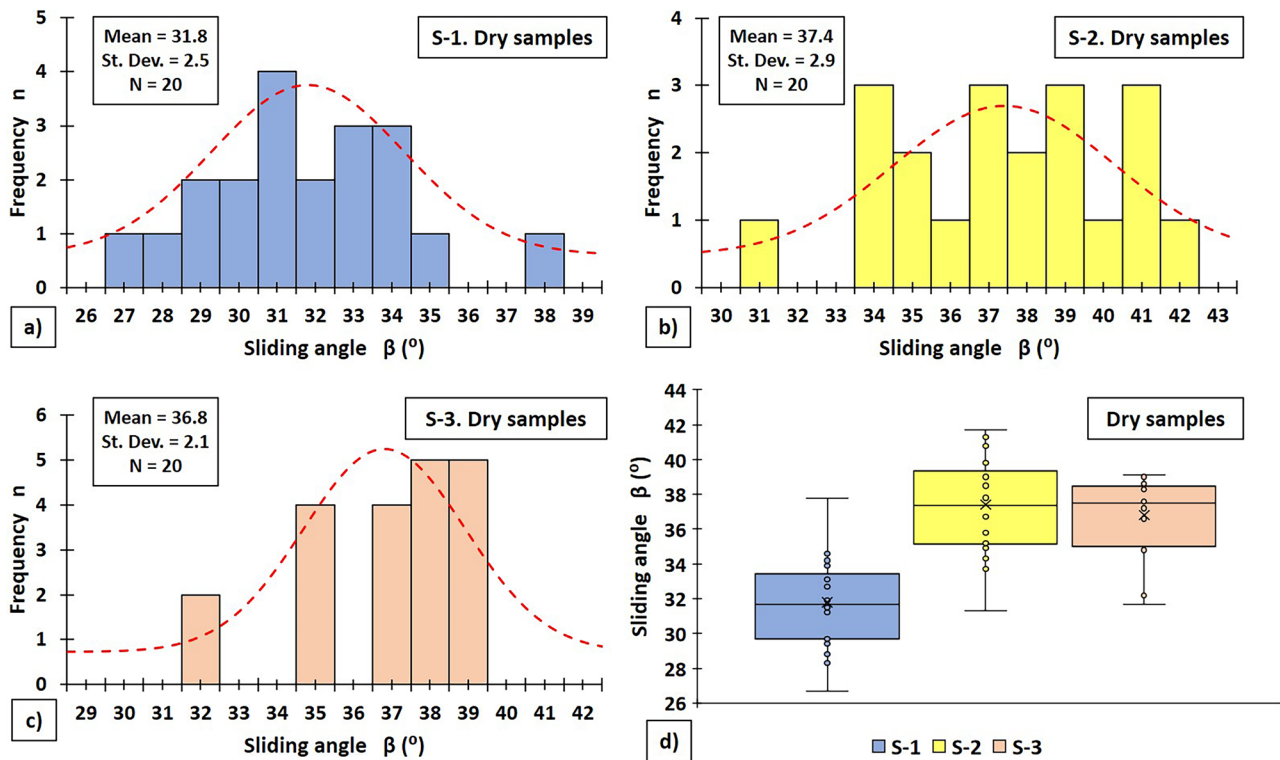 Mean = 31.8
St. Dev. = 2.5
N = 20
S-1. Dry samples
Frequency n
5
4
3
2
1
0
26 27 28 29 30 31 32 33 34 35 36 37 38 39
Sliding angle β (º)
a)
Mean = 37.4
St. Dev. = 2.9
N = 20
S-2. Dry samples
Frequency n
4
3
2
1
0
30 31 32 33 34 35 36 37 38 39 40 41 42 43
Sliding angle β (º)
b)
Mean = 36.8
St. Dev. = 2.1
N = 20
S-3. Dry samples
Frequency n
6
5
4
3
2
1
0
29 30 31 32 33 34 35 36 37 38 39 40 41 42
Sliding angle β (º)
c)
Dry samples
Sliding angle β (º)
44
42
40
38
36
34
32
30
28
26
d)
S-1 S-2 S-3